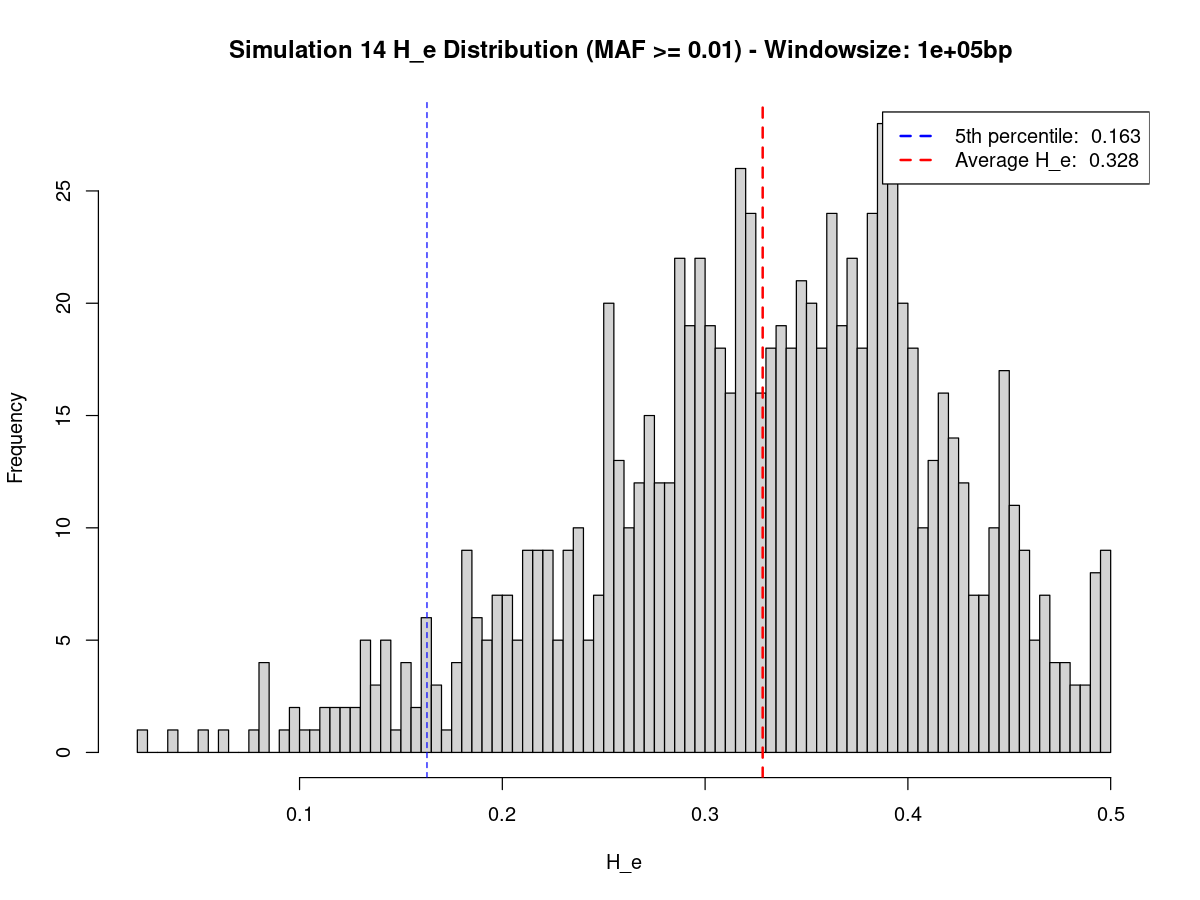 Simulation 14 H_e Distribution (MAF >= 0.01) - Windowsize: 1e+05bp
5th percentile: 0.163
Average H_e: 0.328
Frequency
25
20
15
10
5
0
0.1 0.2 0.3 0.4 0.5
H_e